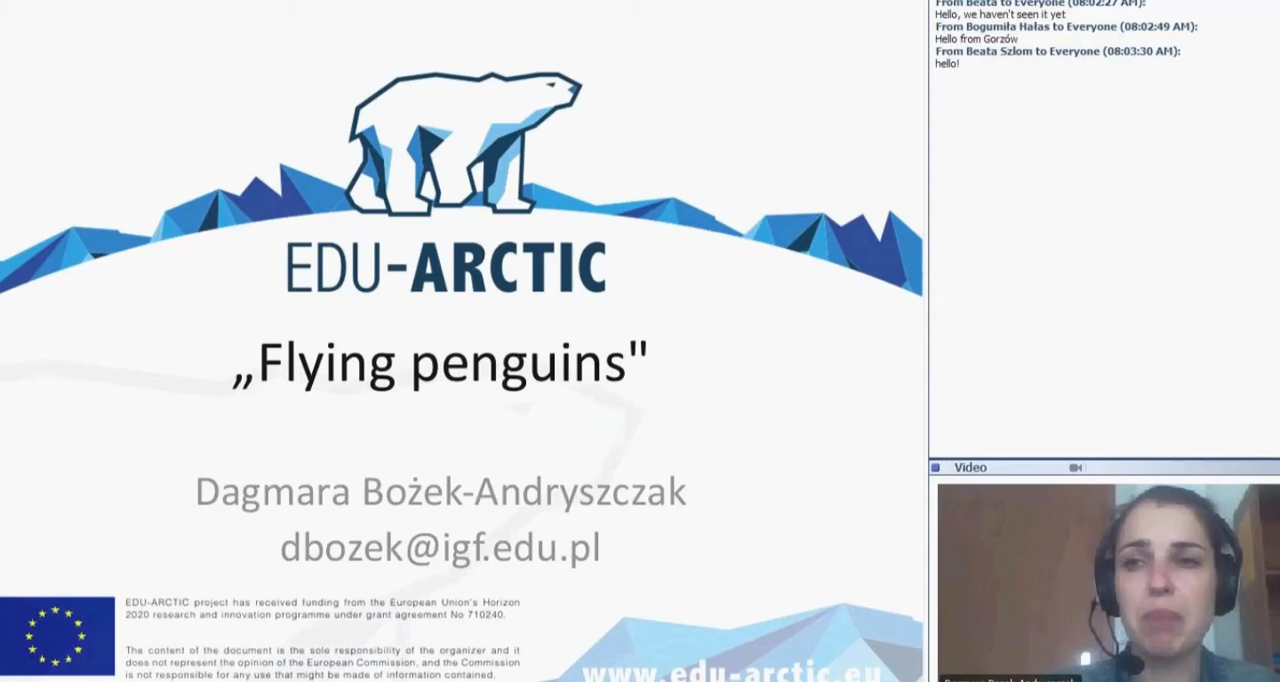 EDU-ARCTIC
„Flying penguins"
Dagmara Bożek-Andryszczak
dbozek@igf.edu.pl
EDU-ARCTIC project has received funding from the European Union's Horizon
2020 research and innovation programme under grant agreement No 710240.
The content of the document is the sole responsibility of the organizer and it
does not represent the opinion of the European Commission, and the Commission
is not responsible for any use that might be made of information contained.
www.edu-arctic.eu
From Beata to Everyone (08:02:27 AM):
Hello, we haven't seen it yet
From Bogumiła Hałas to Everyone (08:02:49 AM):
Hello from Gorzów
From Beata Szlom to Everyone (08:03:30 AM):
hello!
Video